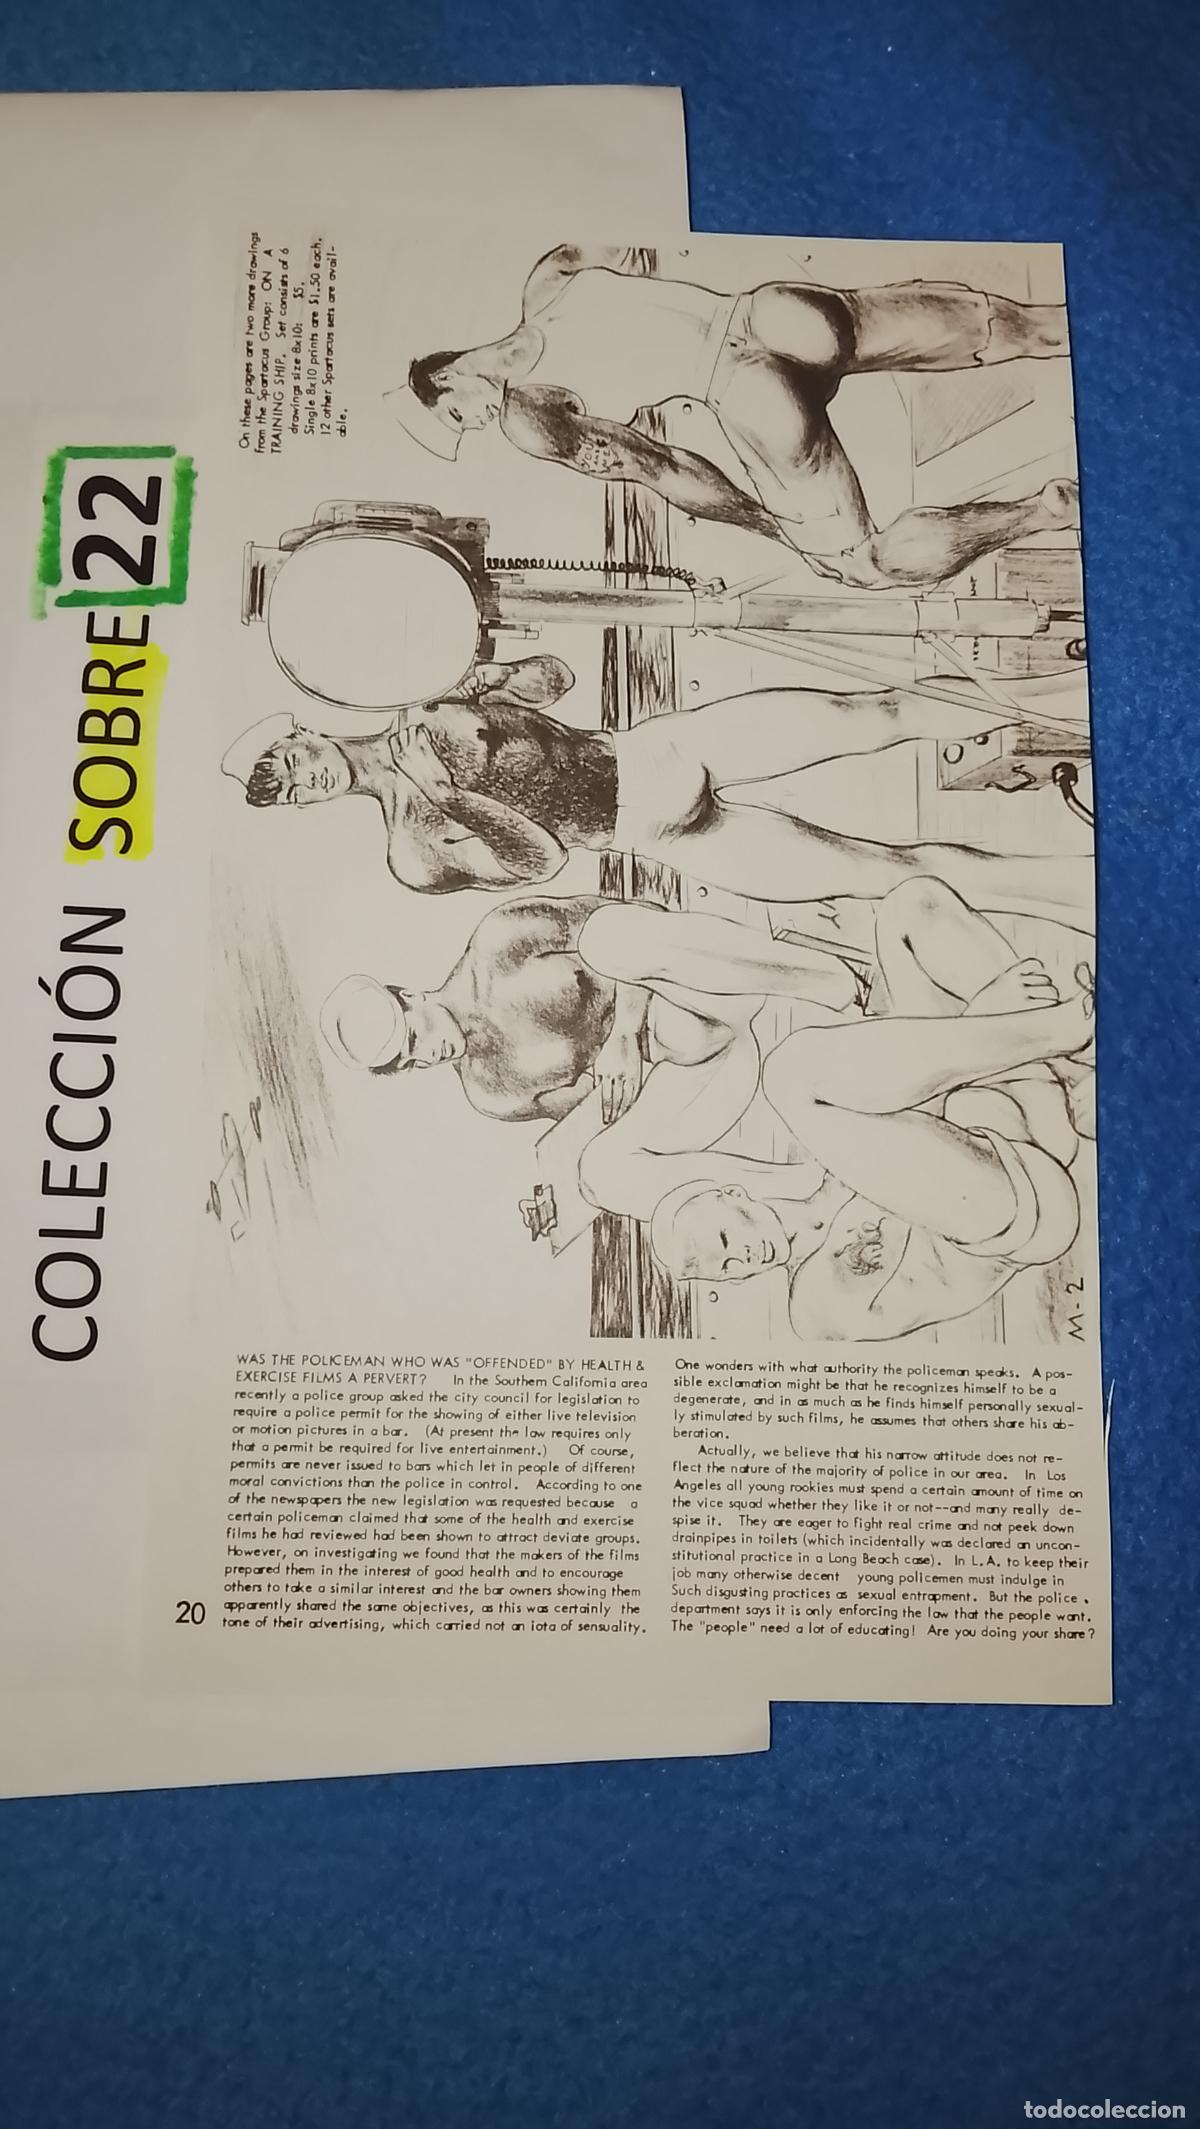 COLECCIÓN SOBRE 22
On these pages are two more drawings
from the Spartacus Group: ON A
TRAINING SHIP. Set consists of 6
drawings size 8x10: $5.
Single 8x10 prints are $1.50 each.
12 other Spartacus sets are avail-
able.
YOU
M-2
WAS THE POLICEMAN WHO WAS "OFFENDED" BY HEALTH &
EXERCISE FILMS A PERVERT? In the Southern California area
recently a police group asked the city council for legislation to
require a police permit for the showing of either live television
or motion pictures in a bar. (At present the law requires only
that a permit be required for live entertainment.) Of course,
permits are never issued to bars which let in people of different
moral convictions than the police in control. According to one
of the newspapers the new legislation was requested because a
certain policeman claimed that some of the health and exercise
films he had reviewed had been shown to attract deviate groups.
However, on investigating we found that the makers of the films
prepared them in the interest of good health and to encourage
others to take a similar interest and the bar owners showing them
apparently shared the same objectives, as this was certainly the
tone of their advertising, which carried not an iota of sensuality.
One wonders with what authority the policeman speaks. A pos-
sible exclamation might be that he recognizes himself to be a
degenerate, and in as much as he finds himself personally sexual-
ly stimulated by such films, he assumes that others share his ab-
beration.
Actually, we believe that his narrow attitude does not re-
flect the nature of the majority of police in our area. In Los
Angeles all young rookies must spend a certain amount of time on
the vice squad whether they like it or not--and many really de-
spise it. They are eager to fight real crime and not peek down
drainpipes in toilets (which incidentally was declared an uncon-
stitutional practice in a Long Beach case). In L.A. to keep their
job many otherwise decent young policemen must indulge in
Such disgusting practices as sexual entrapment. But the police
department says it is only enforcing the law that the people want.
The "people" need a lot of educating! Are you doing your share?
20
todocoleccion